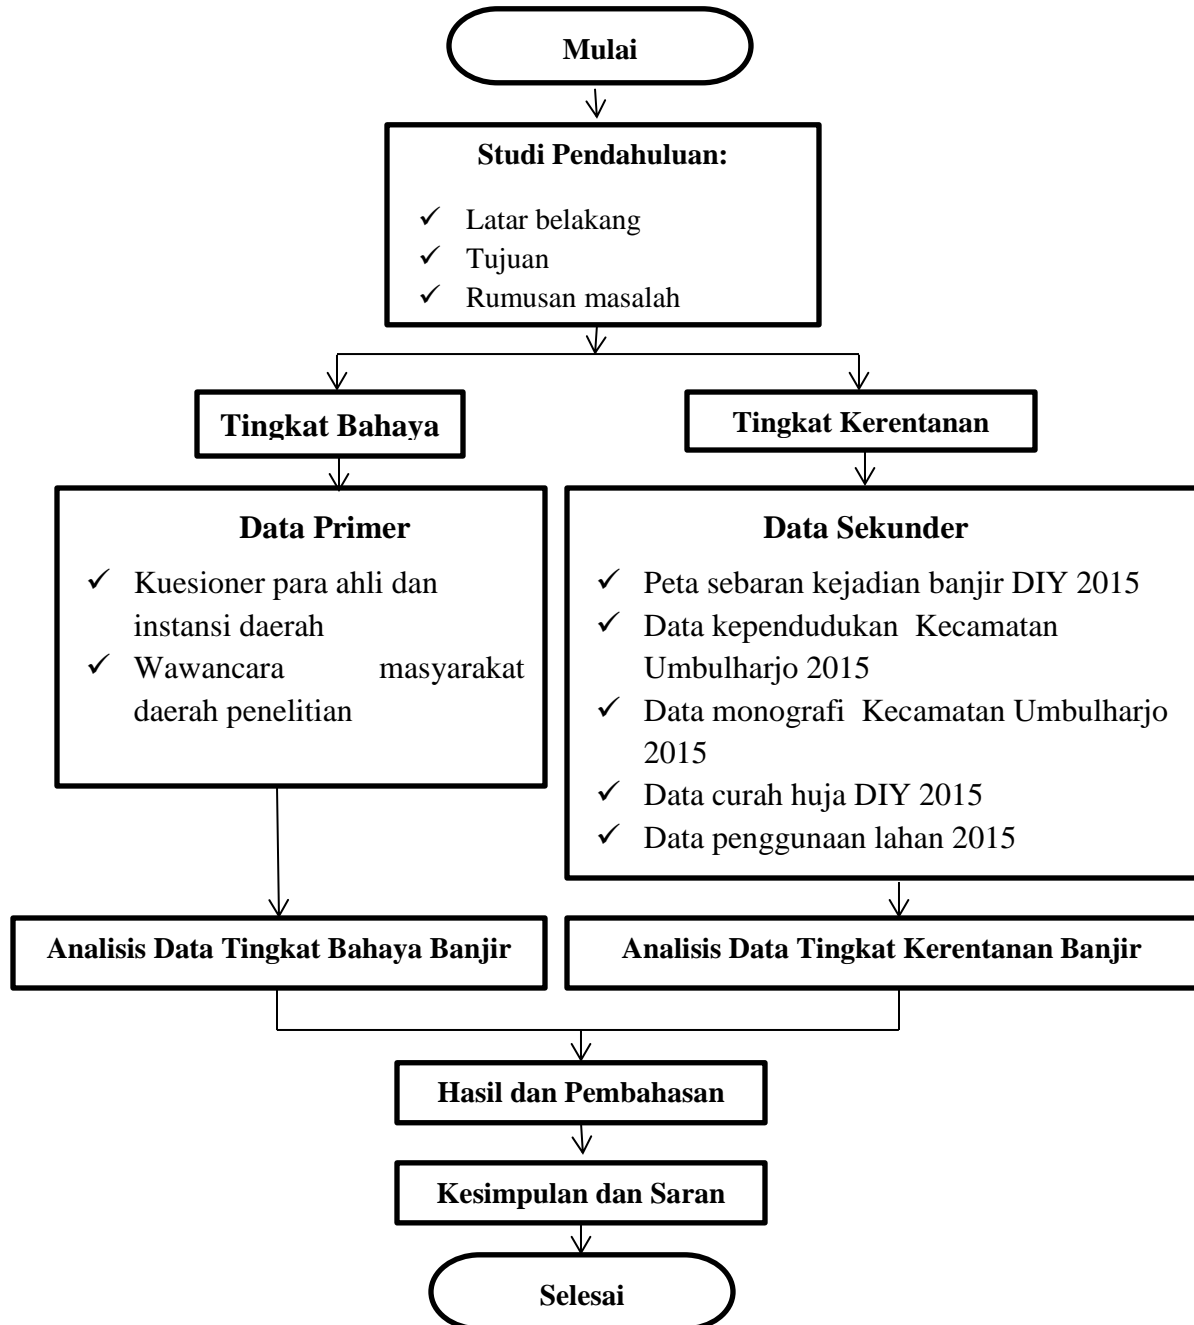 Mulai
Studi Pendahuluan:
✓ Latar belakang
✓ Tujuan
✓ Rumusan masalah
Tingkat Bahaya
Tingkat Kerentanan
Data Primer
✓ Kuesioner para ahli dan
instansi daerah
✓ Wawancara masyarakat
daerah penelitian
Data Sekunder
✓ Peta sebaran kejadian banjir DIY 2015
✓ Data kependudukan Kecamatan
Umbulharjo 2015
✓ Data monografi Kecamatan Umbulharjo
2015
✓ Data curah huja DIY 2015
✓ Data penggunaan lahan 2015
Analisis Data Tingkat Bahaya Banjir
Analisis Data Tingkat Kerentanan Banjir
Hasil dan Pembahasan
Kesimpulan dan Saran
Selesai